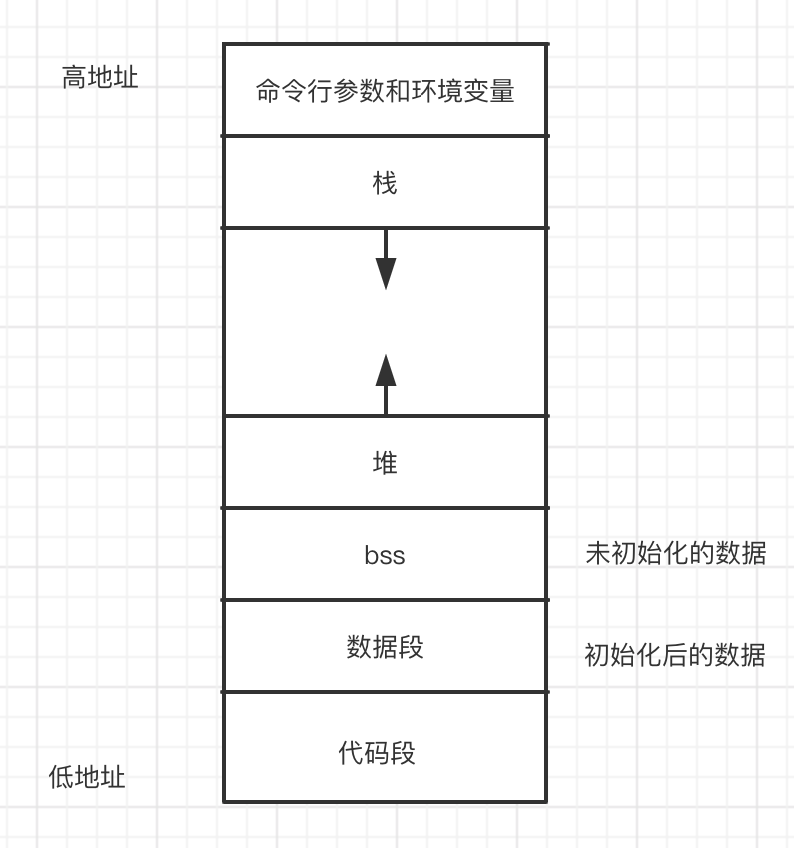 高地址
命令行参数和环境变量
栈
堆
bss
未初始化的数据
数据段
初始化后的数据
代码段
低地址